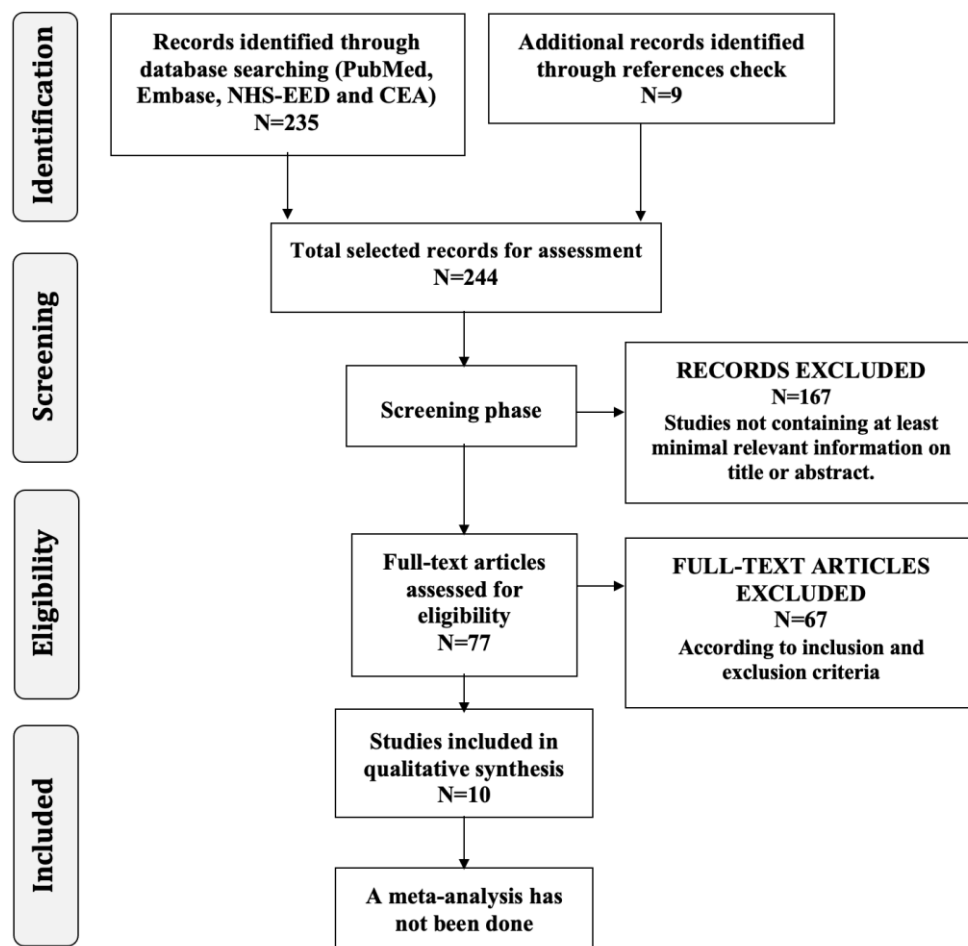 Identification
Records identified through
database searching (PubMed,
Embase, NHS-EED and CEA)
N=235
Additional records identified
through references check
N=9
Total selected records for assessment
N=244
Screening
Screening phase
RECORDS EXCLUDED
N=167
Studies not containing at least
minimal relevant information on
title or abstract.
Eligibility
Full-text articles
assessed for
eligibility
N=77
FULL-TEXT ARTICLES
EXCLUDED
N=67
According to inclusion and
exclusion criteria
Included
Studies included in
qualitative synthesis
N=10
A meta-analysis has
not been done